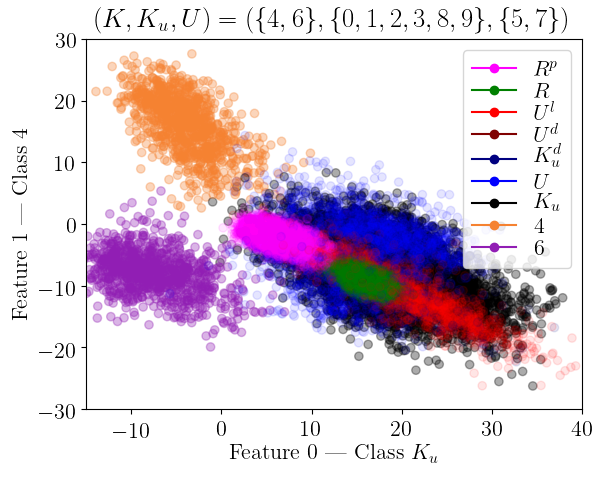 (K, K_u, U) = ({4, 6}, {0, 1, 2, 3, 8, 9}, {5, 7})
30
20
10
0
−10
−20
−30
Feature 1 — Class 4
R^p
R
U^l
U^d
K_u^d
U
K_u
4
6
−10
0
10
20
30
40
Feature 0 — Class K_u